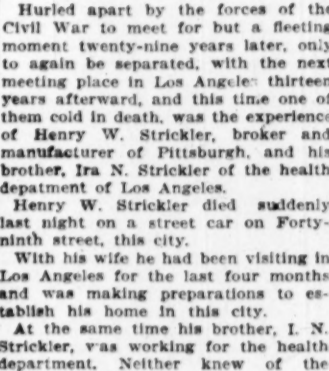 Hurled apart by the forces of the
Civil War to meet for but a fleeting
moment twenty-nine years later, only
to again be separated, with the next
meeting place in Los Angeles thirteen
years afterward, and this time one of
them cold in death, was the experience
of Henry W. Strickler, broker and
manufacturer of Pittsburgh, and his
brother, Ira N. Strickler of the health
depatment of Los Angeles.
Henry W. Strickler died suddenly
last night on a street car on Forty-
ninth street, this city.
With his wife he had been visiting in
Los Angeles for the last four months
and was making preparations to es-
tablish his home in this city.
At the same time his brother, I. N.
Strickler, was working for the health
department. Neither knew of the